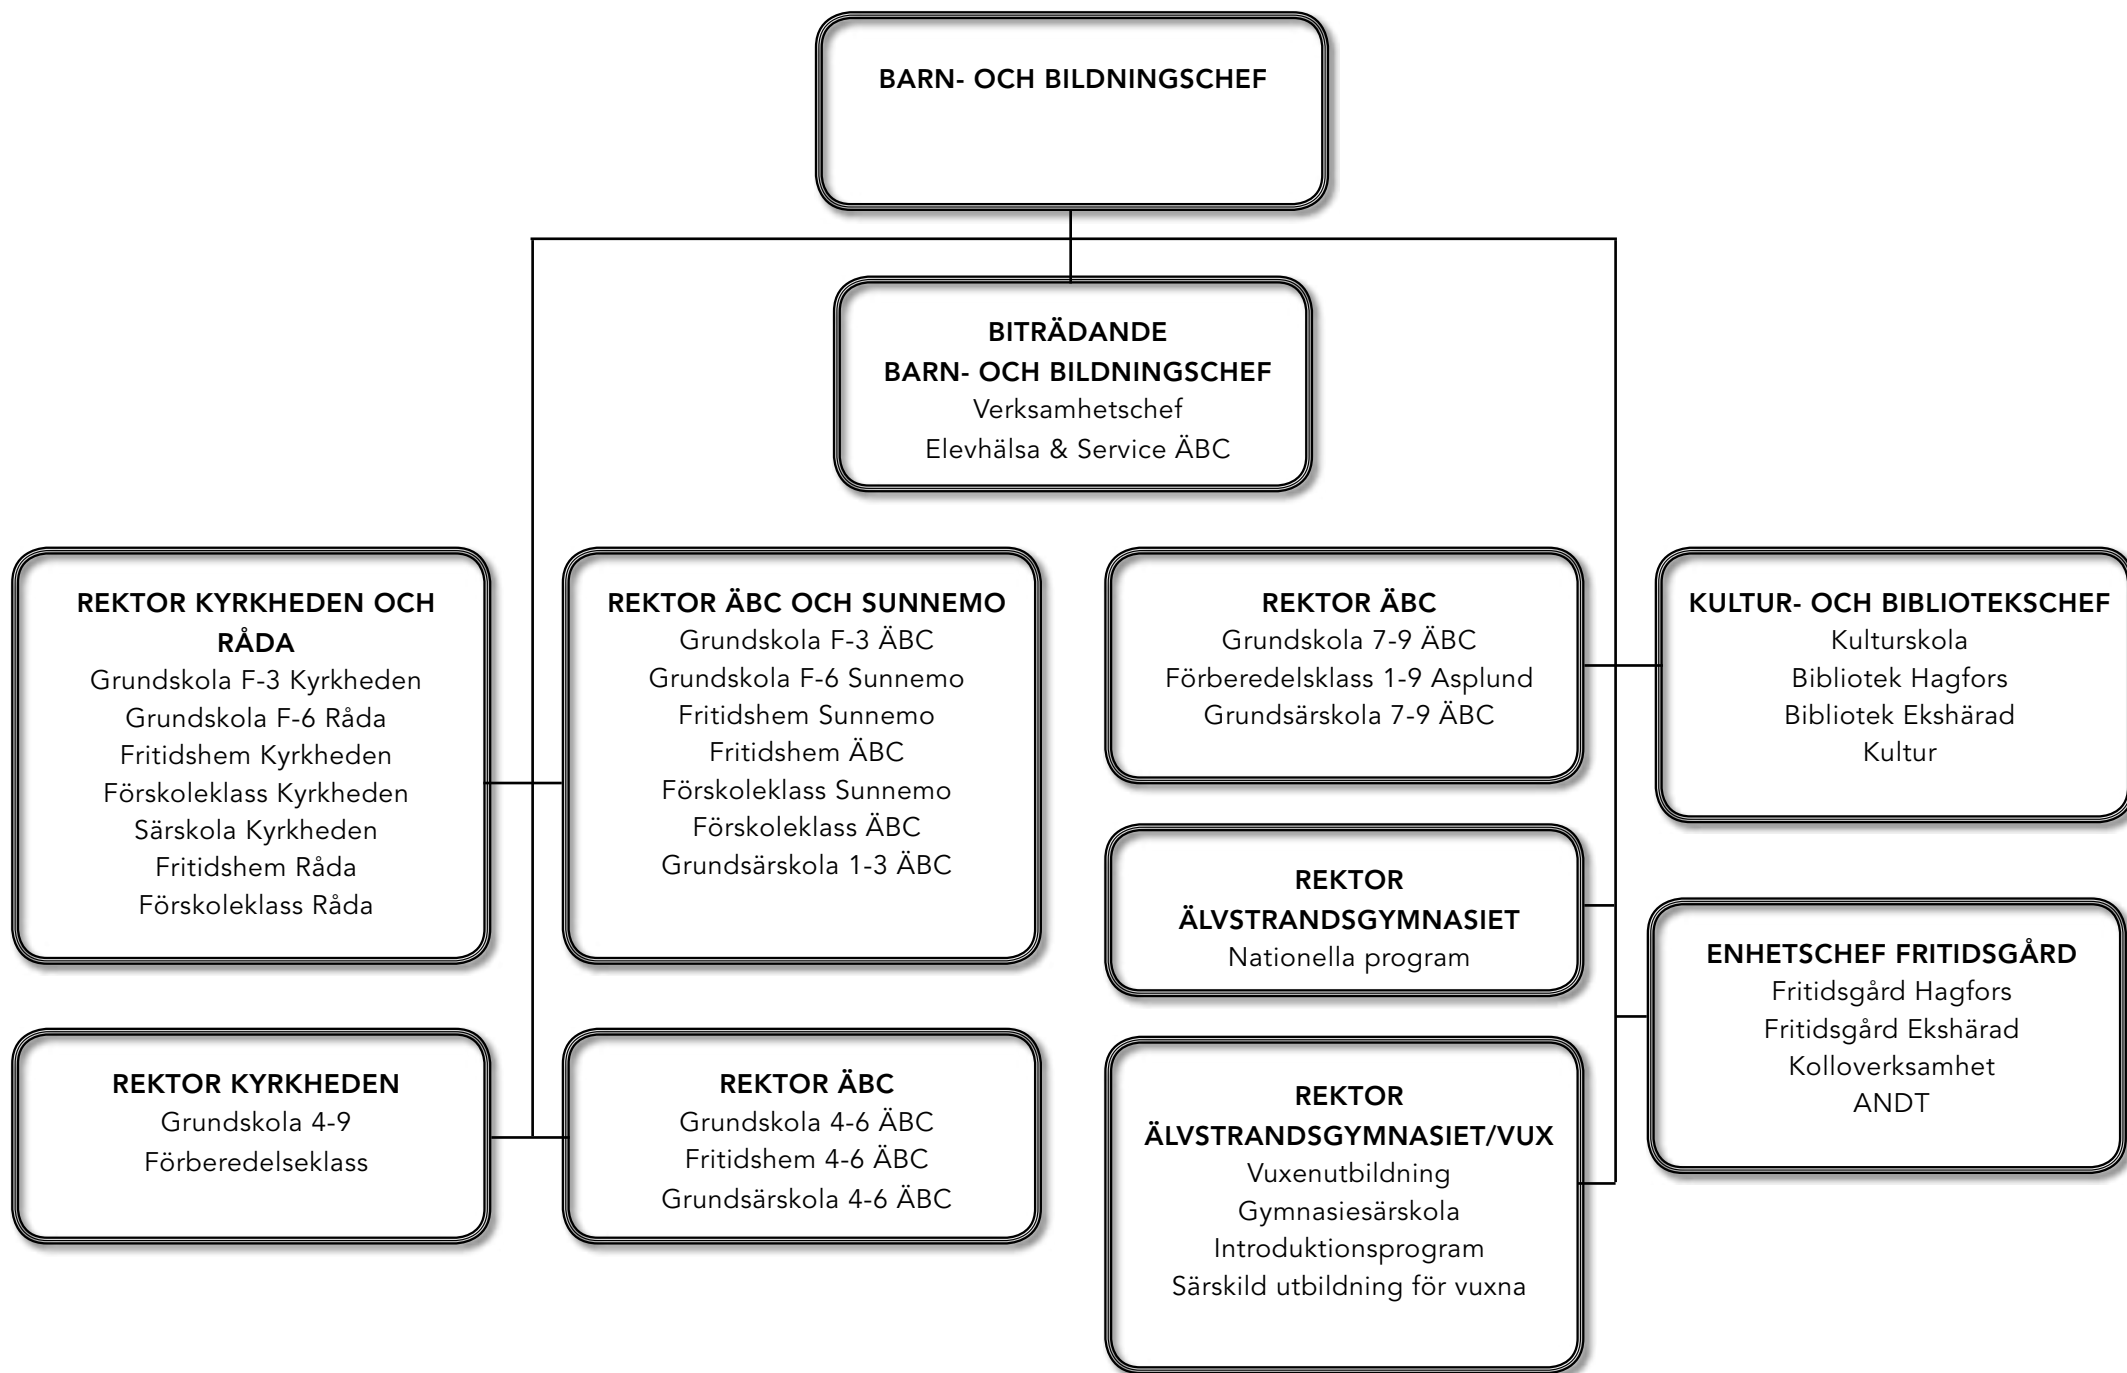 BARN- OCH BILDNINGSCHEF
BITRÄDANDE
BARN- OCH BILDNINGSCHEF
Verksamhetschef
Elevhälsa & Service ÄBC
REKTOR KYRKHEDEN OCH
RÅDA
Grundskola F-3 Kyrkheden
Grundskola F-6 Råda
Fritidshem Kyrkheden
Förskoleklass Kyrkheden
Särskola Kyrkheden
Fritidshem Råda
Förskoleklass Råda
REKTOR ÄBC OCH SUNNEMO
Grundskola F-3 ÄBC
Grundskola F-6 Sunnemo
Fritidshem Sunnemo
Fritidshem ÄBC
Förskoleklass Sunnemo
Förskoleklass ÄBC
Grundsärskola 1-3 ÄBC
REKTOR ÄBC
Grundskola 7-9 ÄBC
Förberedelsklass 1-9 Asplund
Grundsärskola 7-9 ÄBC
KULTUR- OCH BIBLIOTEKSCHEF
Kulturskola
Bibliotek Hagfors
Bibliotek Ekshärad
Kultur
REKTOR
ÄLVSTRANDSGYMNASIET
Nationella program
ENHETSCHEF FRITIDSGÅRD
Fritidsgård Hagfors
Fritidsgård Ekshärad
Kolloverksamhet
ANDT
REKTOR KYRKHEDEN
Grundskola 4-9
Förberedelseklass
REKTOR ÄBC
Grundskola 4-6 ÄBC
Fritidshem 4-6 ÄBC
Grundsärskola 4-6 ÄBC
REKTOR
ÄLVSTRANDSGYMNASIET/VUX
Vuxenutbildning
Gymnasiesärskola
Introduktionsprogram
Särskild utbildning för vuxna